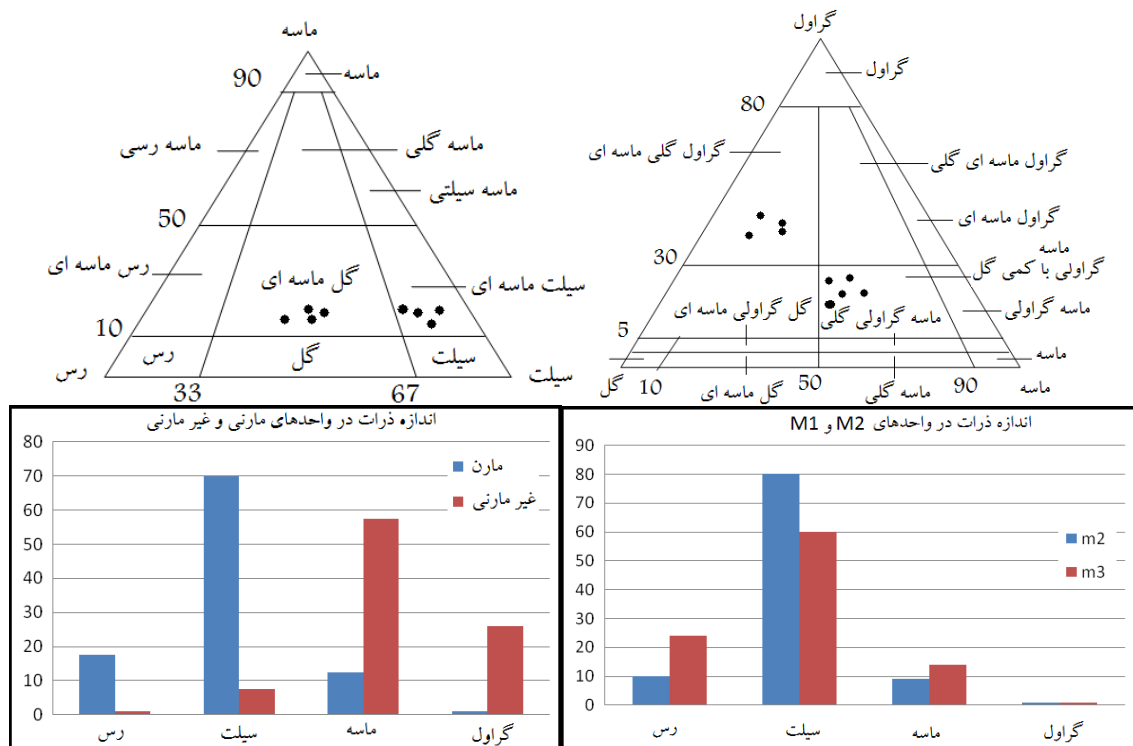 ماسه
90
ماسه
ماسه رسی
ماسه گلی
ماسه سیلتی
50
رس ماسه ای
گل ماسه ای
سیلت ماسه ای
10
رس
گل
سیلت
رس
33
67
سیلت
گراول
گراول
80
گراول گلی ماسه ای
گراول ماسه ای گلی
گراول ماسه ای
30
ماسه
گراولی با کمی گل
گل گراولی ماسه ای
ماسه گراولی گلی
ماسه گراولی
5
ماسه
گل
10
گل ماسه ای
50
ماسه گلی
90
ماسه
اندازه ذرات در واحدهای مارنی و غیر مارنی
80
70
60
50
40
30
20
10
0
مارن
غیر مارنی
رس
سیلت
ماسه
گراول
اندازه ذرات در واحدهای M2 و M1
90
80
70
60
50
40
30
20
10
0
m2
m3
رس
سیلت
ماسه
گراول